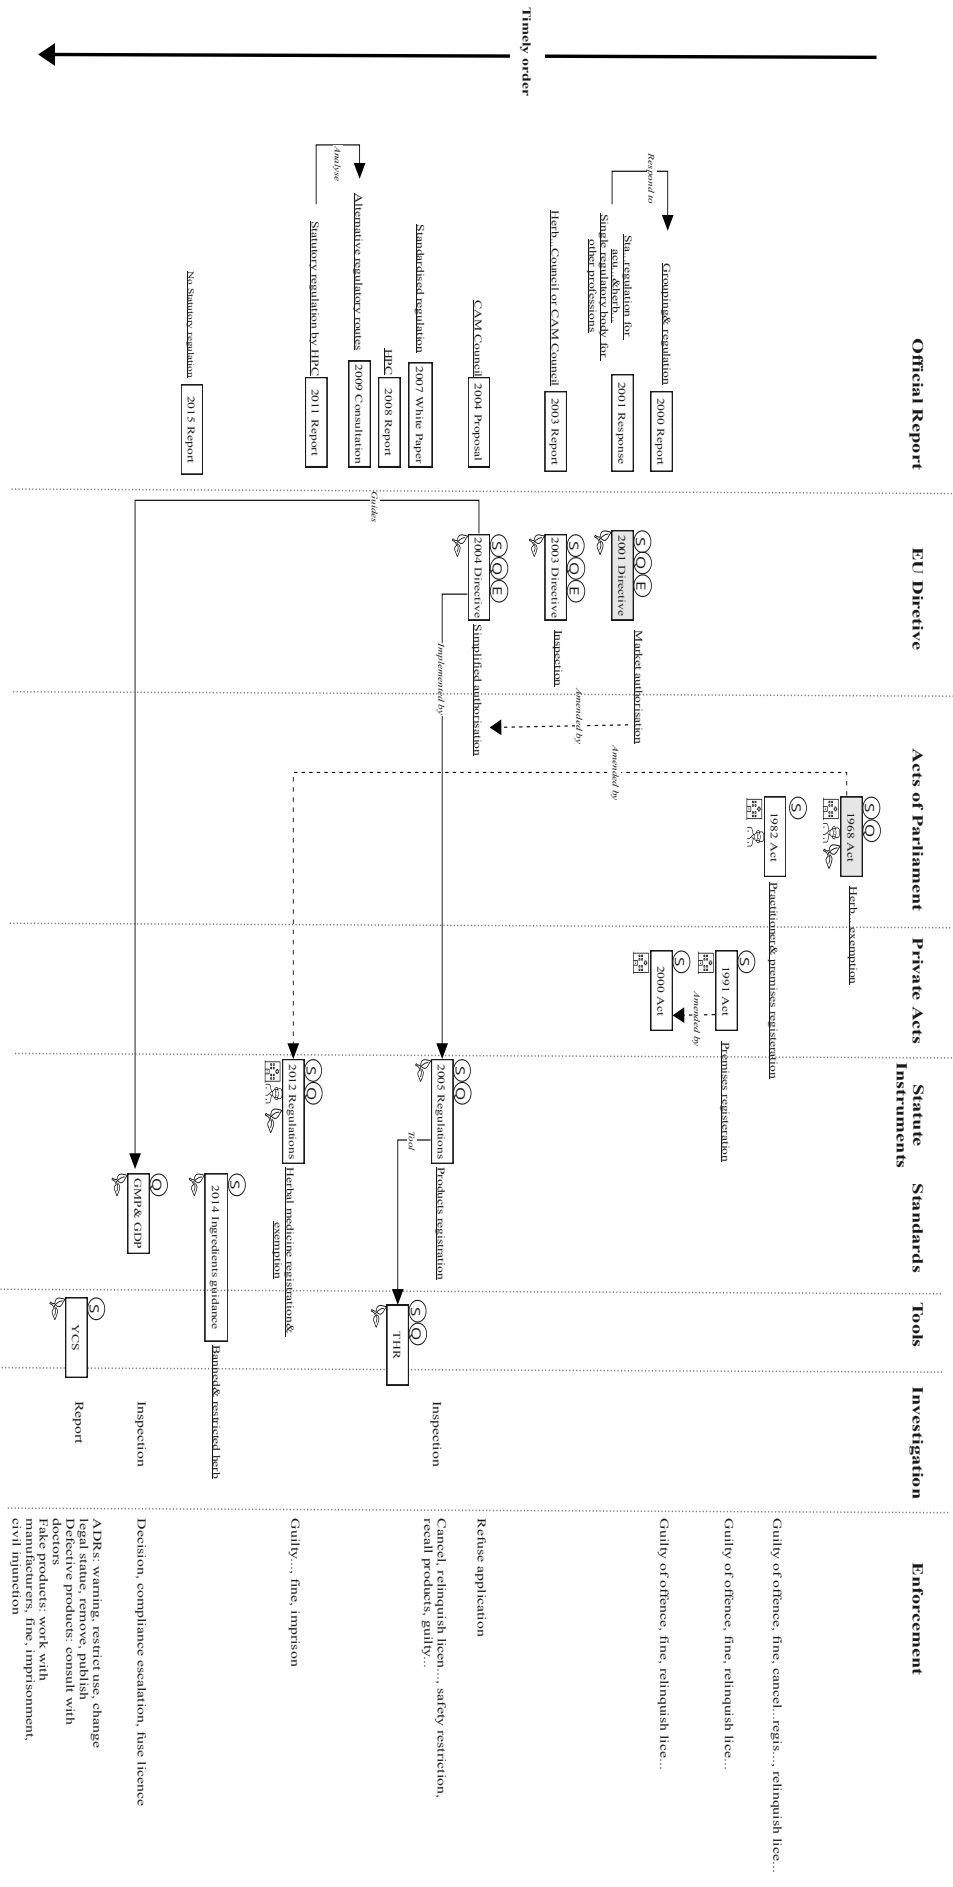 Timely order
Official Report
EU Diretive
Acts of Parliament
Private Acts
Statute
Instruments
Standards
Tools
Investigation
Enforcement
S Q
1968 Act
Herb... exemption
Amended by
S
1982 Act
Practitioner& premises registeration
Guilty of offence, fine, cancel...regis..., relinquish lice...
S
1991 Act
Premises registeration
Amended by
Guilty of offence, fine, relinquish lice...
Respond to
Grouping& regulation
2000 Report
S
2000 Act
Guilty of offence, fine, relinquish lice...
Sta...regulation for
acu...&herb...
Single regulatory body for
other professions
2001 Response
S Q E
2001 Directive
Market authorisation
Amended by
Herb...Council or CAM Council
2003 Report
S Q E
2003 Directive
Inspection
CAM Council
2004 Proposal
S Q E
2004 Directive
Simplified authorisation
Guides
Implemented by
Refuse application
S Q
2005 Regulations
Products registration
Tool
Inspection
Cancel, relinquish licen..., safety restriction,
recall products, guilty...
Standardised regulation
2007 White Paper
S Q
THR
HPC
2008 Report
Alternative regulatory routes
2009 Consultation
Analyse
Statutory regulation by HPC
2011 Report
S Q
2012 Regulations
Herbal medicine registration&
exemption
Guilty..., fine, imprison
S
2014 Ingredients guidance
Banned& restricted herb
No Statutory regulation
2015 Report
Q
GMP& GDP
Inspection
Decision, compliance escalation, fuse licence
S
YCS
Report
ADRs: warning, restrict use, change
legal statue, remove, publish
Defective products: consult with
doctors
Fake products: work with
manufacturers, fine, imprisonment,
civil injunction